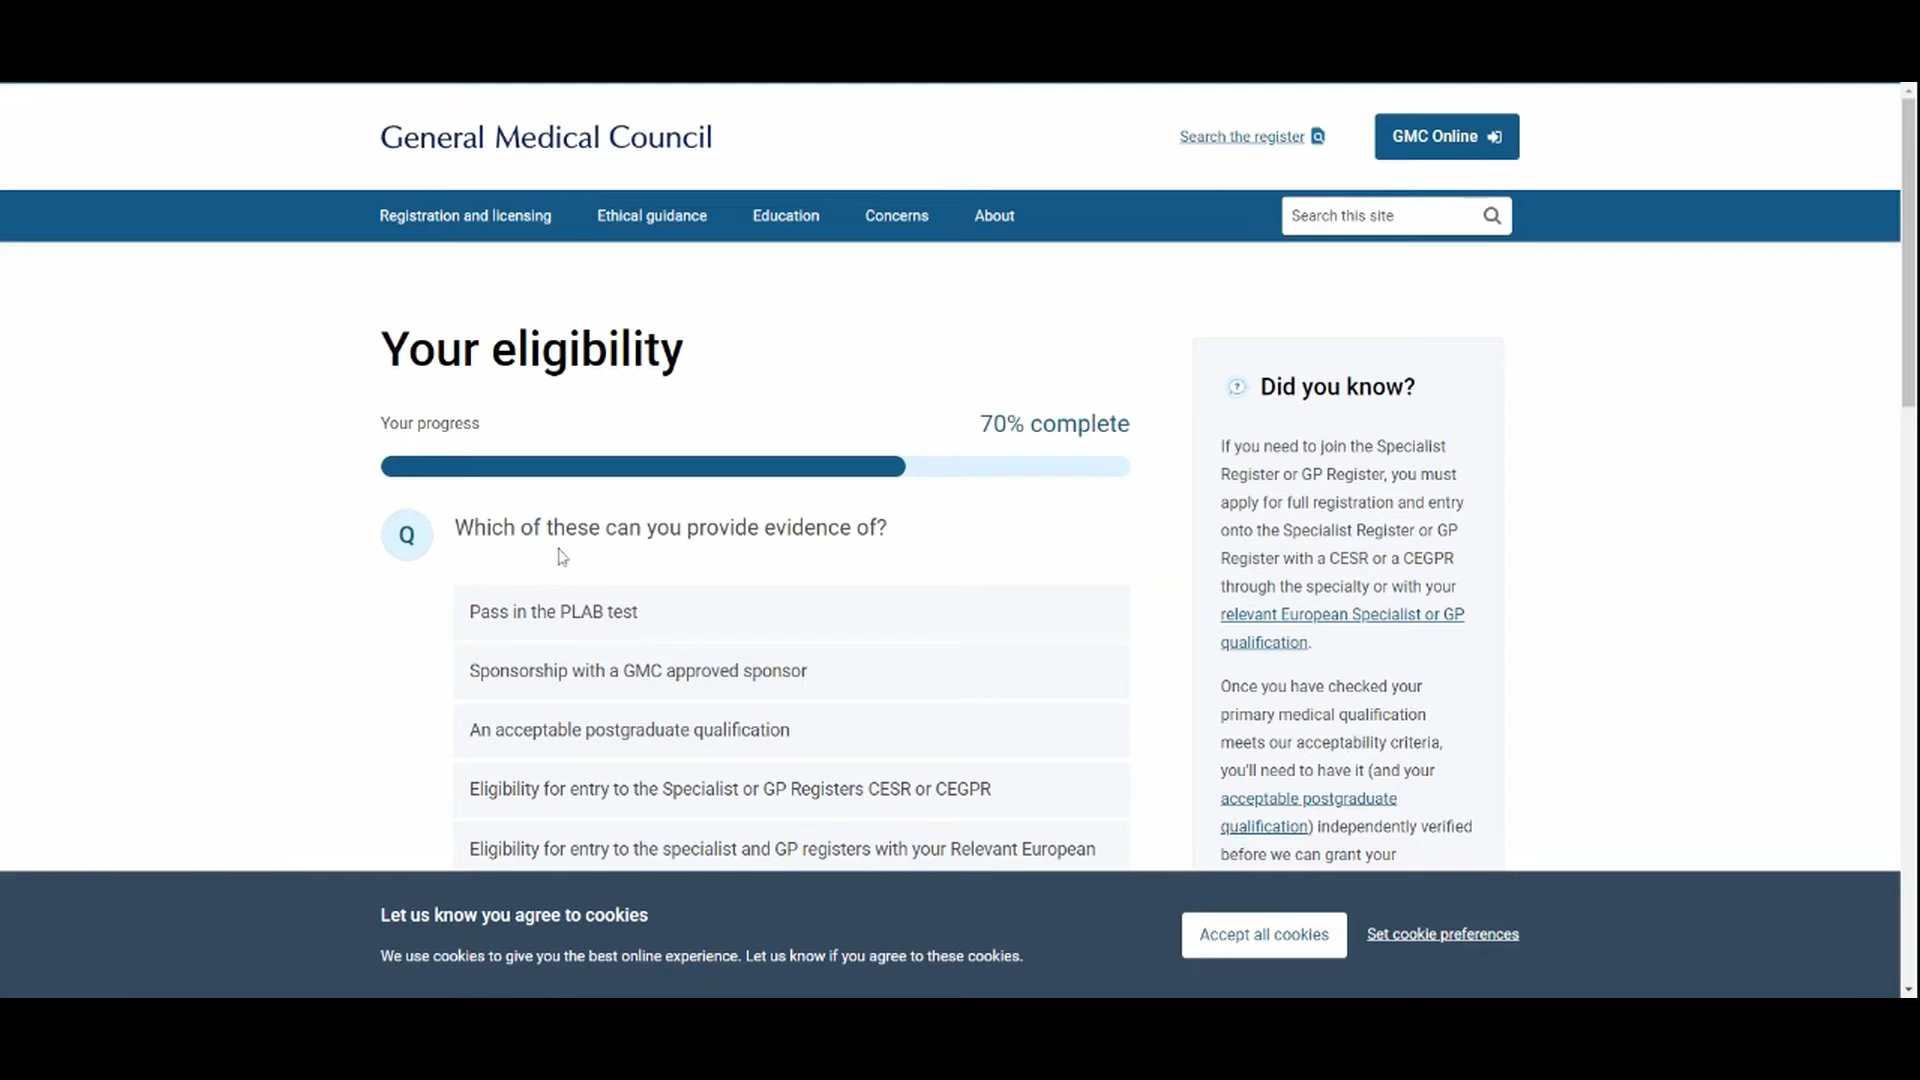 General Medical Council
Search the register
GMC Online
Registration and licensing
Ethical guidance
Education
Concerns
About
Search this site
Your eligibility
Your progress
70% complete
Q
Which of these can you provide evidence of?
Pass in the PLAB test
Sponsorship with a GMC approved sponsor
An acceptable postgraduate qualification
Eligibility for entry to the Specialist or GP Registers CESR or CEGPR
Eligibility for entry to the specialist and GP registers with your Relevant European
? Did you know?
If you need to join the Specialist
Register or GP Register, you must
apply for full registration and entry
onto the Specialist Register or GP
Register with a CESR or a CEGPR
through the specialty or with your
relevant European Specialist or GP
qualification.
Once you have checked your
primary medical qualification
meets our acceptability criteria,
you'll need to have it (and your
acceptable postgraduate
qualification) independently verified
before we can grant your
Let us know you agree to cookies
We use cookies to give you the best online experience. Let us know if you agree to these cookies.
Accept all cookies
Set cookie preferences